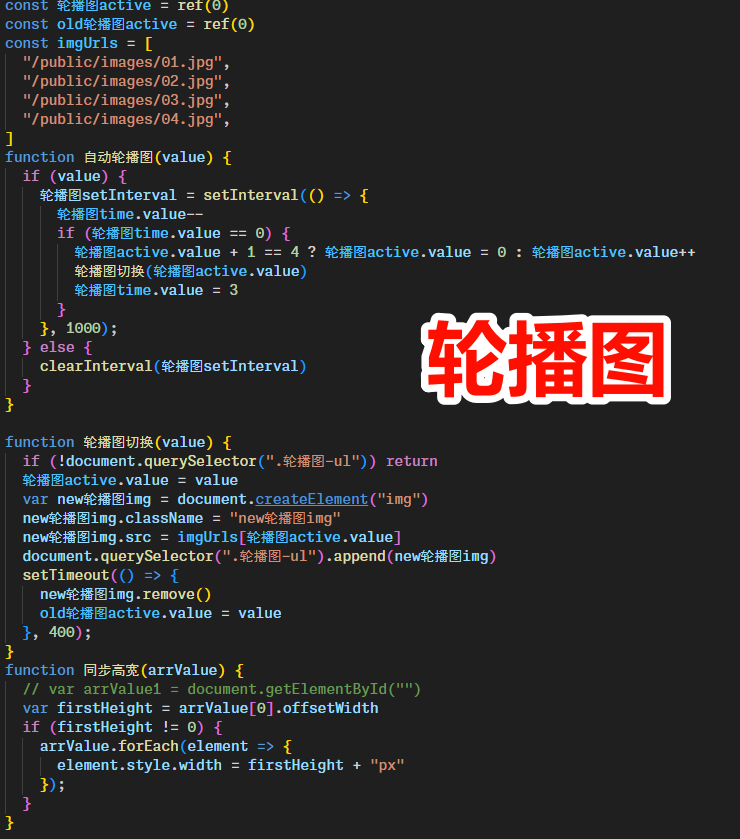 const 轮播图active = ref(0)
const old轮播图active = ref(0)
const imgUrls = [
  "/public/images/01.jpg",
  "/public/images/02.jpg",
  "/public/images/03.jpg",
  "/public/images/04.jpg",
]
function 自动轮播图(value) {
  if (value) {
    轮播图setInterval = setInterval(() => {
      轮播图time.value--
      if (轮播图time.value == 0) {
        轮播图active.value + 1 == 4 ? 轮播图active.value = 0 : 轮播图active.value++
        轮播图切换(轮播图active.value)
        轮播图time.value = 3
      }
    }, 1000);
  } else {
    clearInterval(轮播图setInterval)
  }
}
轮播图
function 轮播图切换(value) {
  if (!document.querySelector(".轮播图-ul")) return
  轮播图active.value = value
  var new轮播图img = document.createElement("img")
  new轮播图img.className = "new轮播图img"
  new轮播图img.src = imgUrls[轮播图active.value]
  document.querySelector(".轮播图-ul").append(new轮播图img)
  setTimeout(() => {
    new轮播图img.remove()
    old轮播图active.value = value
  }, 400);
}
function 同步高宽(arrValue) {
  // var arrValue1 = document.getElementById("")
  var firstHeight = arrValue[0].offsetWidth
  if (firstHeight != 0) {
    arrValue.forEach(element => {
      element.style.width = firstHeight + "px"
    });
  }
}